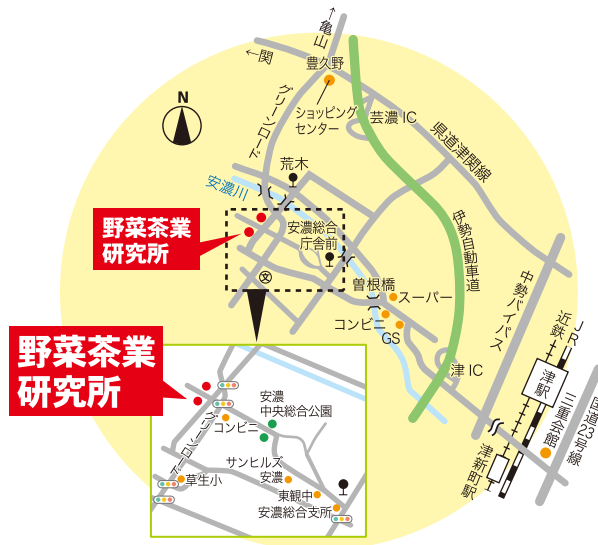 ←亀山
←関
豊久野
N
グリーンロード
ショッピング
センター
芸濃 IC
県道津関線
荒木
安濃川
野菜茶業
研究所
安濃総合
庁舎前
伊勢自動車道
文
曽根橋
スーパー
コンビニ
GS
中勢バイパス
近鉄
JR
津駅
津 IC
三重会館
国道23号線
津新町駅
野菜茶業
研究所
安濃
中央総合公園
コンビニ
グリーンロード
サンヒルズ
安濃
草生小
東観中
安濃総合支所